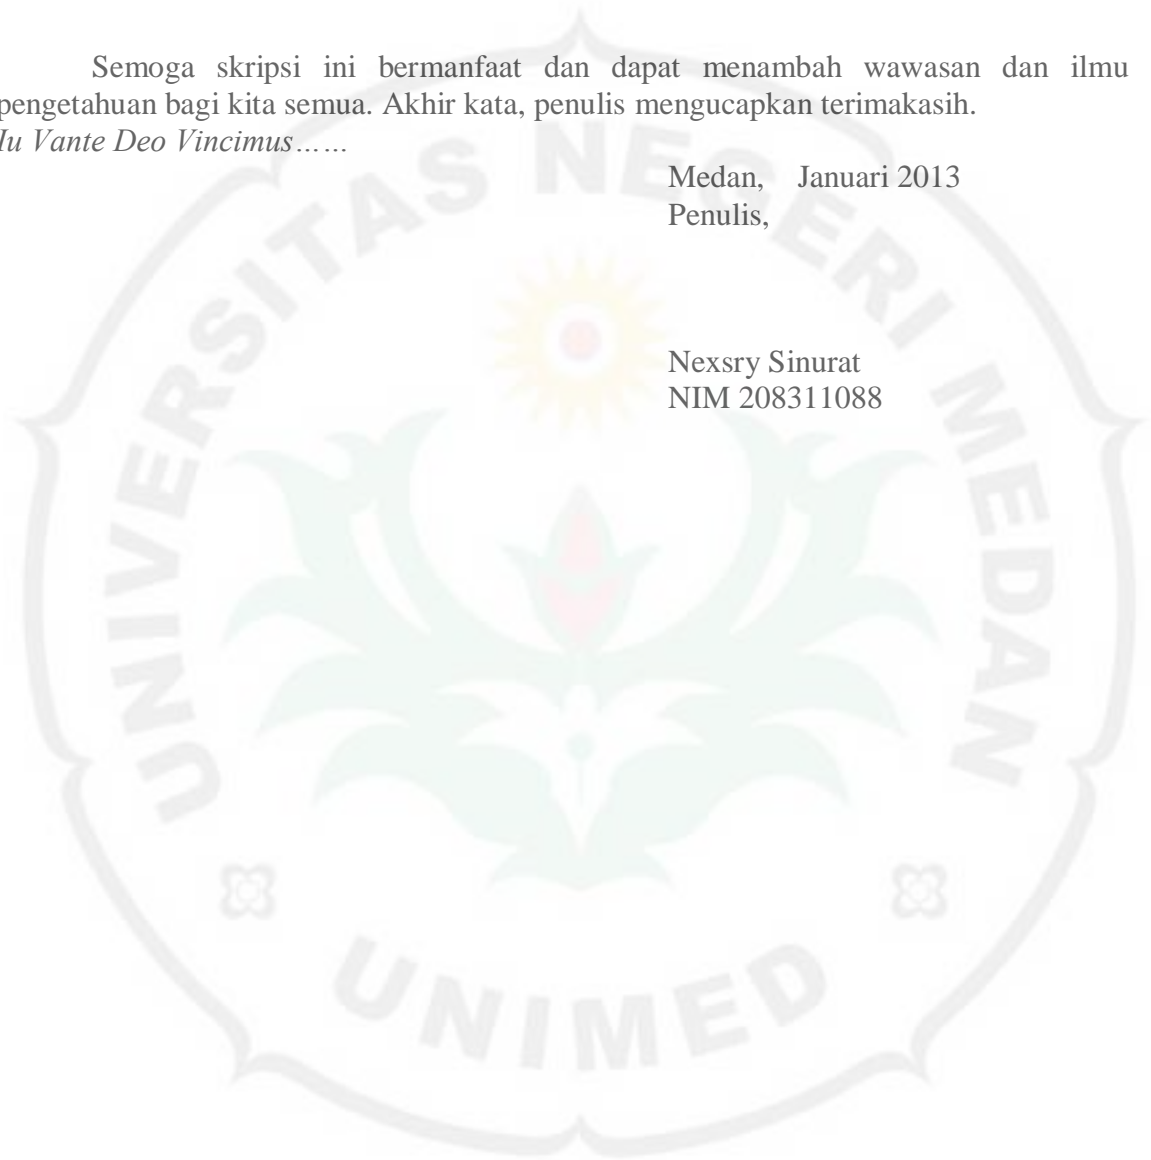 Semoga skripsi ini bermanfaat dan dapat menambah wawasan dan ilmu
pengetahuan bagi kita semua. Akhir kata, penulis mengucapkan terimakasih.
Iu Vante Deo Vincimus……
Medan, Januari 2013
Penulis,
Nexsry Sinurat
NIM 208311088
UNIVERSITAS NEGERI MEDAN
UNIMED